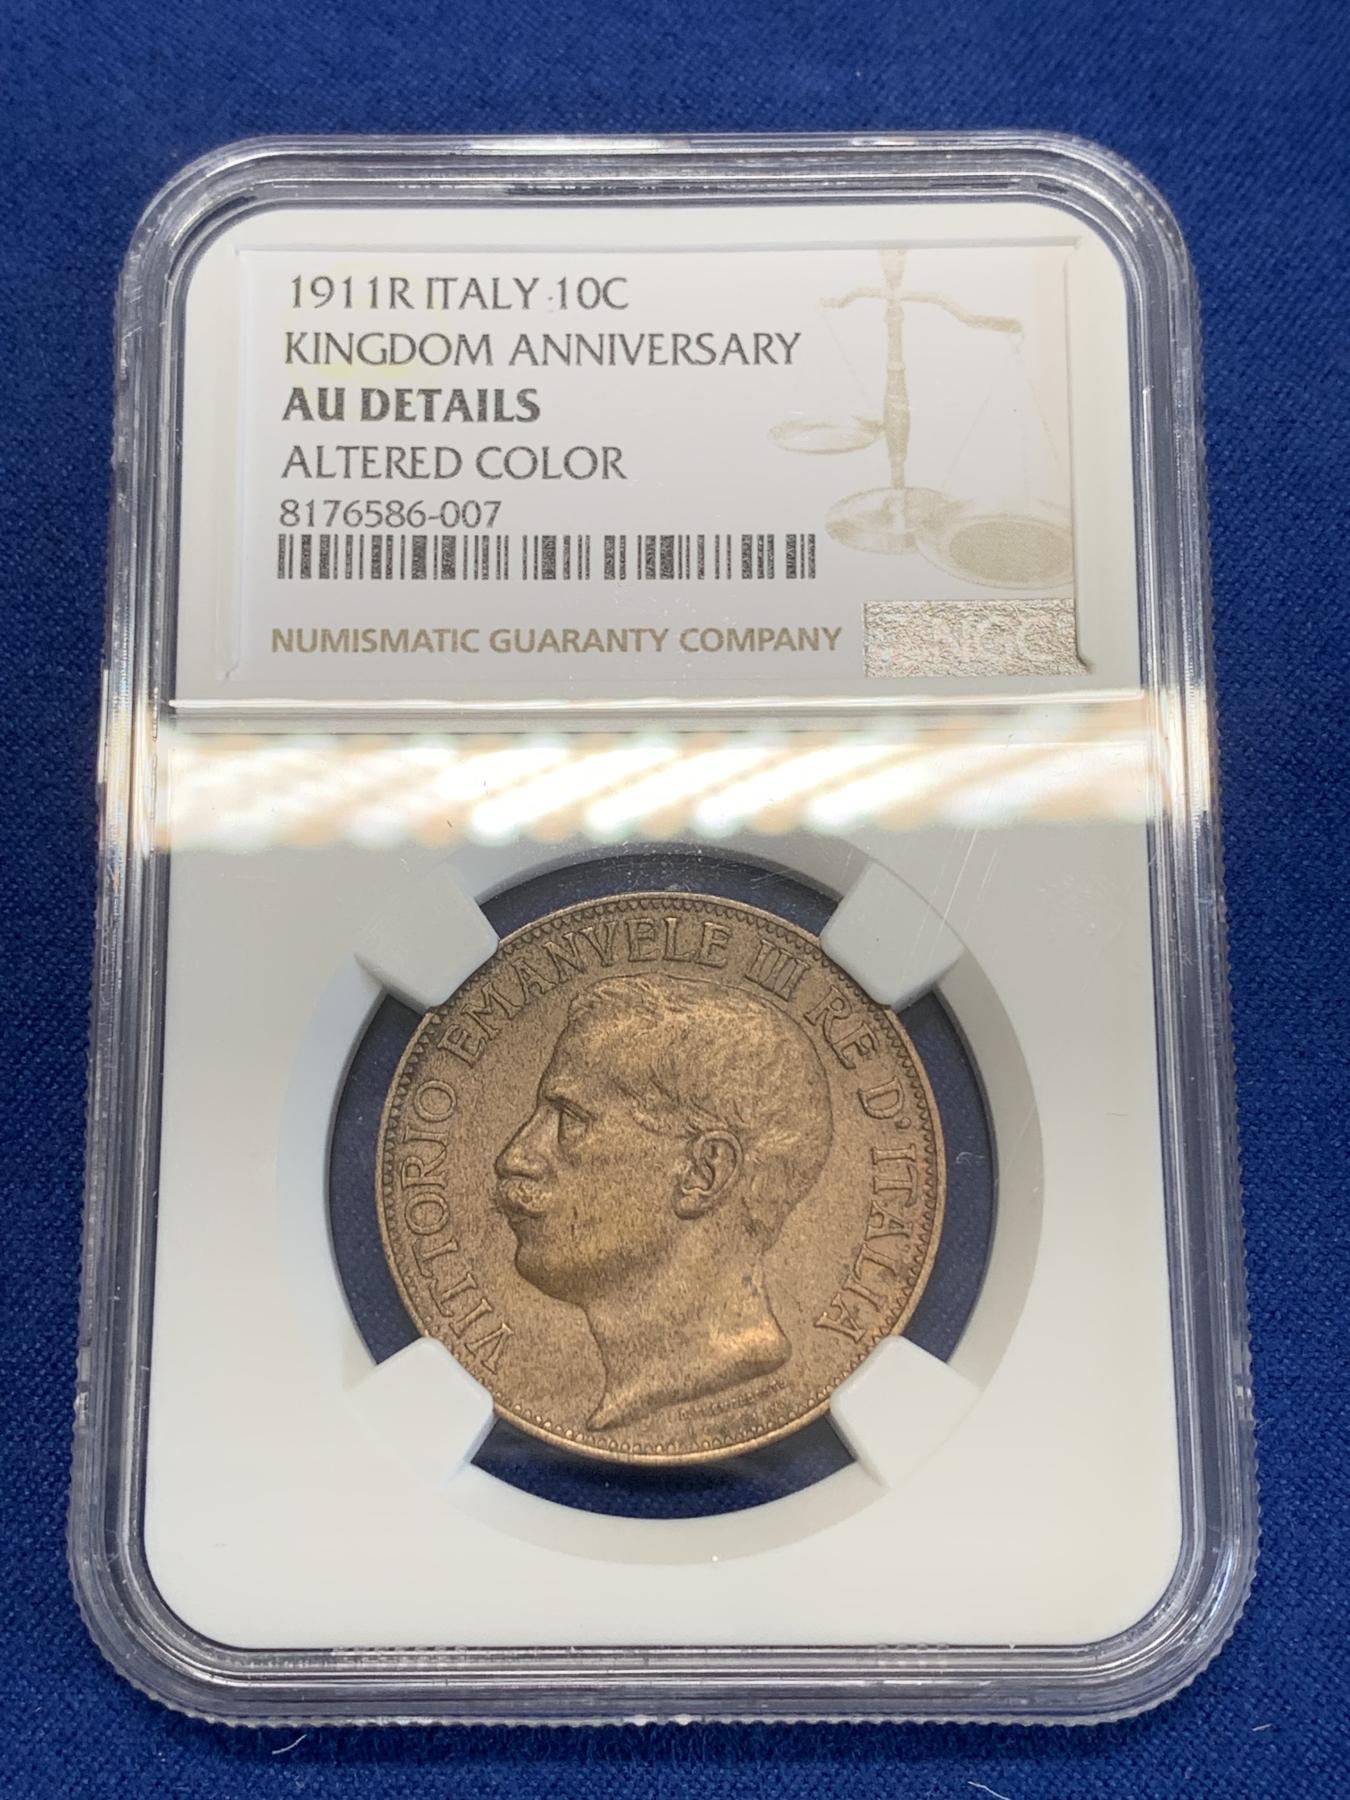 1911R ITALY 10C
KINGDOM ANNIVERSARY
AU DETAILS
ALTERED COLOR
8176586-007
NUMISMATIC GUARANTY COMPANY
NGC
VITTORIO EMANVELE III RE D'ITALIA